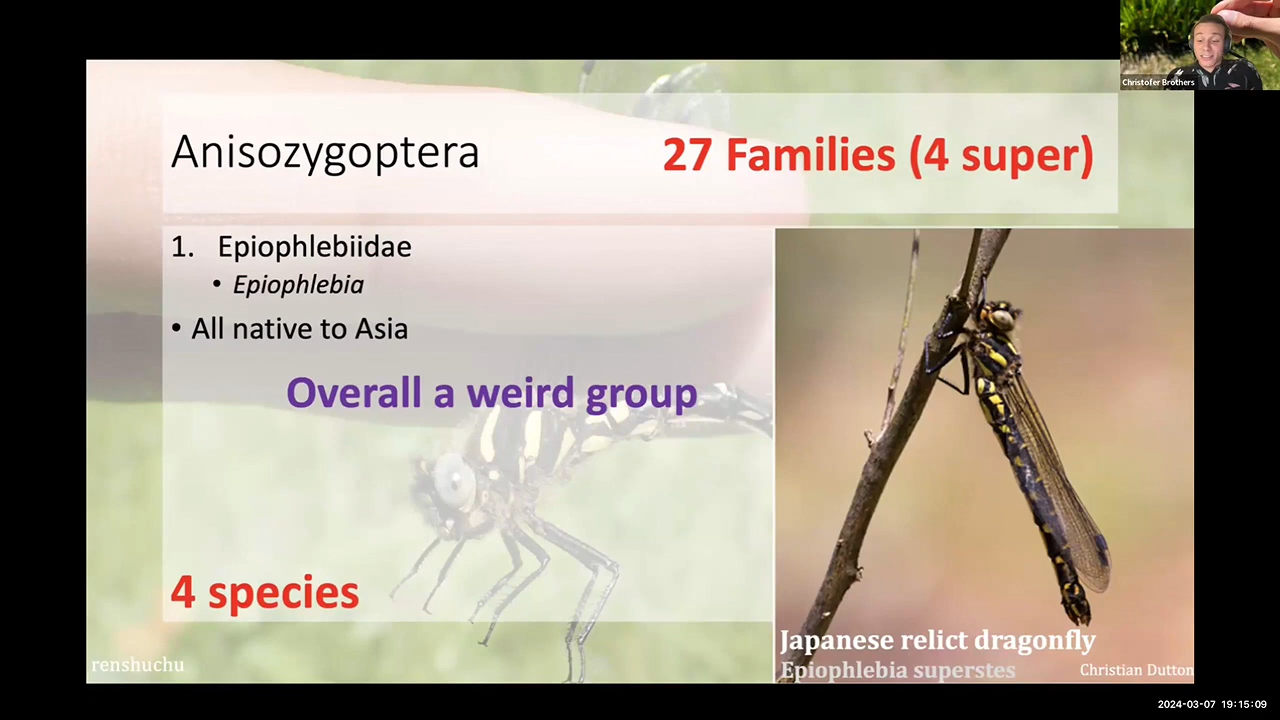 Christofer Brothers
Anisozygoptera
27 Families (4 super)
1. Epiophlebiidae
• Epiophlebia
• All native to Asia
Overall a weird group
4 species
renshuchu
Japanese relict dragonfly
Epiophlebia superstes
Christian Dutton
2024-03-07 19:15:09